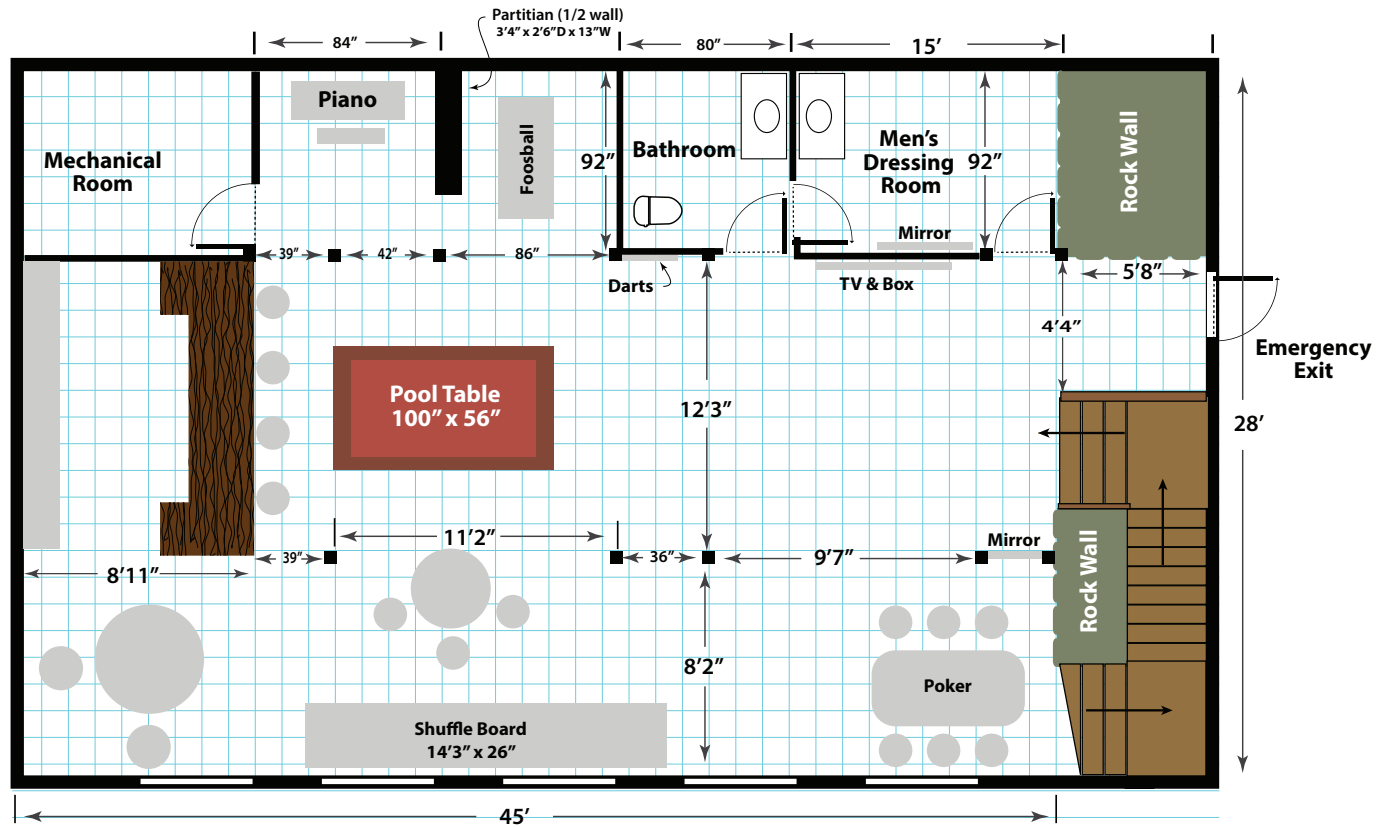 Partitian (1/2 wall)
3’4” x 2’6”D x 13”W
84”
80”
15’
Piano
Foosball
92”
Bathroom
Men’s
Dressing
Room
92”
Rock Wall
Mechanical
Room
Mirror
39”
42”
86”
Darts
TV & Box
5’8”
4’4”
Emergency
Exit
Pool Table
100” x 56”
12’3”
28’
11’2”
39”
36”
9’7”
Mirror
8’11”
Rock Wall
8’2”
Poker
Shuffle Board
14’3” x 26”
45’